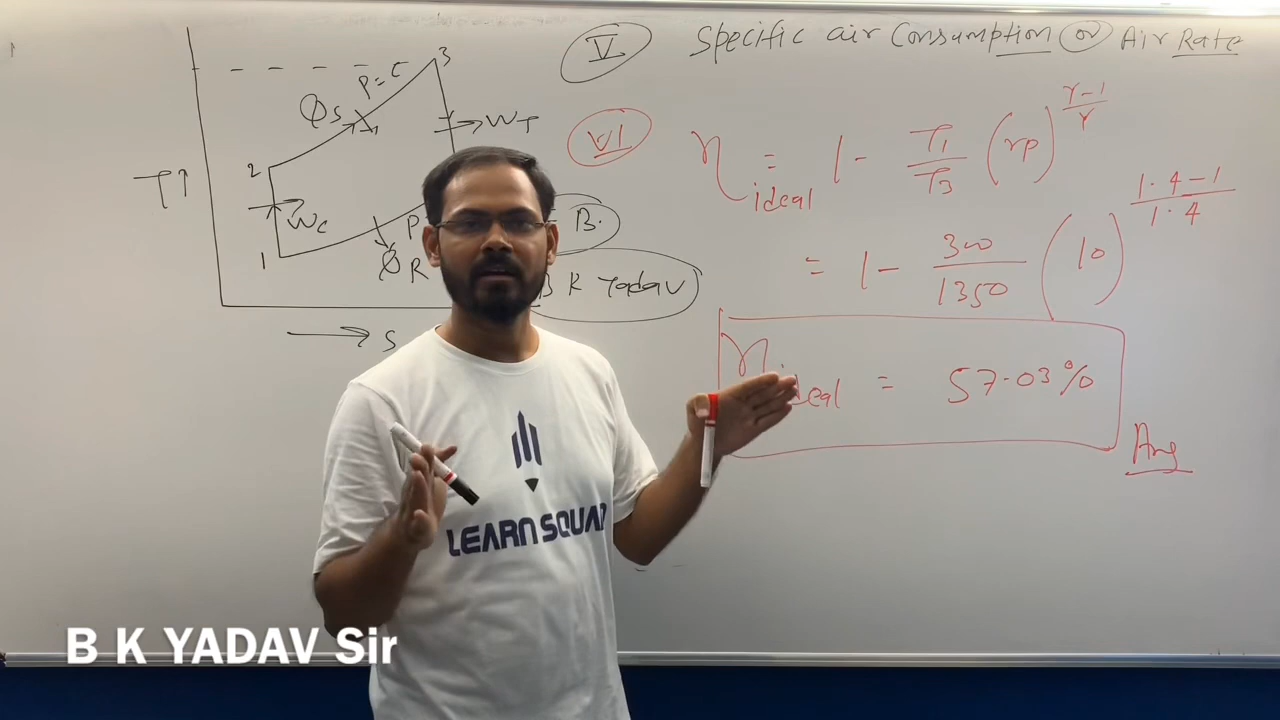 V Specific air Consumption or Air Rate
VI η ideal = 1 - T1/T3 (rp)^(γ-1)/γ
= 1 - 300/1350 (10)^(1.4-1)/1.4
η ideal = 57.03%
Ans
3
P=C
QS
WT
2
T↑
WC
P
B.
1
QR
B K Yadav
→ S
LEARN SQUAD
B K YADAV Sir